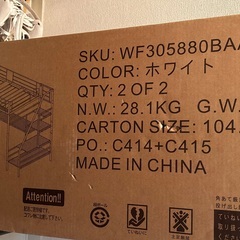 SKU: WF305880BAA
COLOR: ホワイト
QTY: 2 OF 2
N.W.: 28.1KG G.W.
CARTON SIZE: 104
PO.: C414+C415
MADE IN CHINA
Attention!!